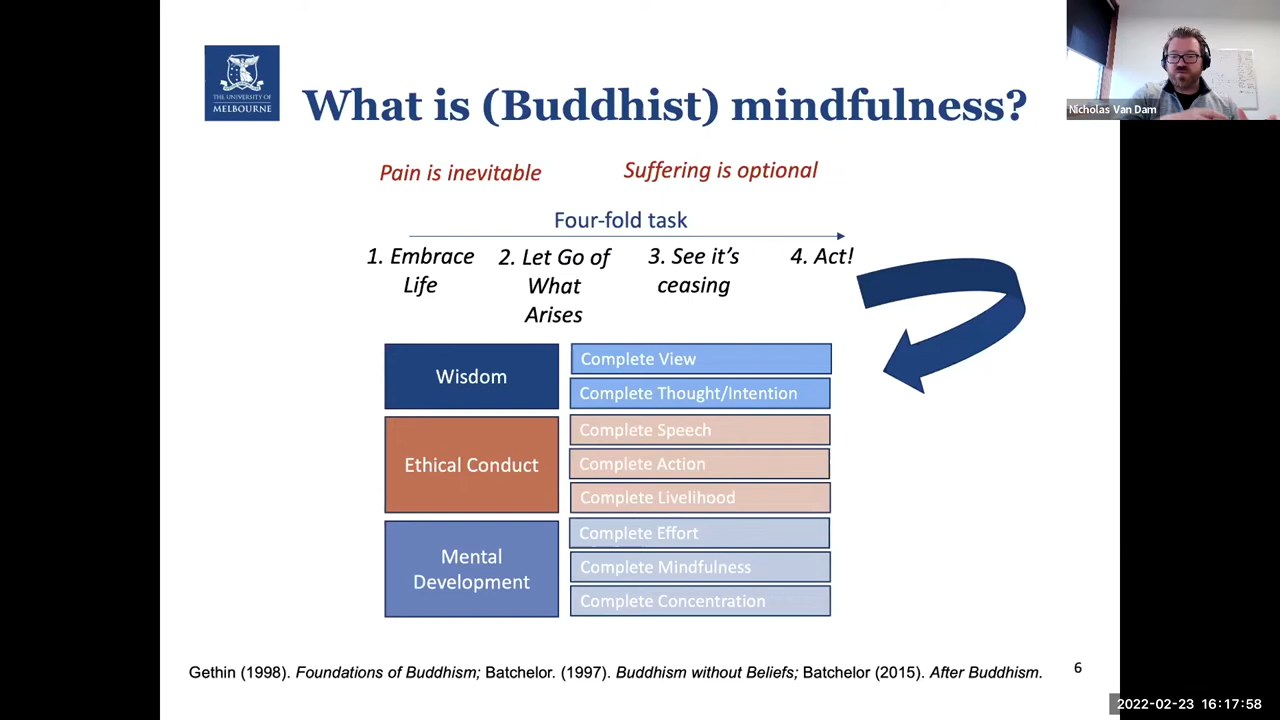 THE UNIVERSITY OF
MELBOURNE
What is (Buddhist) mindfulness?
Nicholas Van Dam
Pain is inevitable
Suffering is optional
Four-fold task
1. Embrace
Life
2. Let Go of
What
Arises
3. See it's
ceasing
4. Act!
Wisdom
Complete View
Complete Thought/Intention
Ethical Conduct
Complete Speech
Complete Action
Complete Livelihood
Mental
Development
Complete Effort
Complete Mindfulness
Complete Concentration
Gethin (1998). Foundations of Buddhism; Batchelor. (1997). Buddhism without Beliefs; Batchelor (2015). After Buddhism.
6
2022-02-23 16:17:58